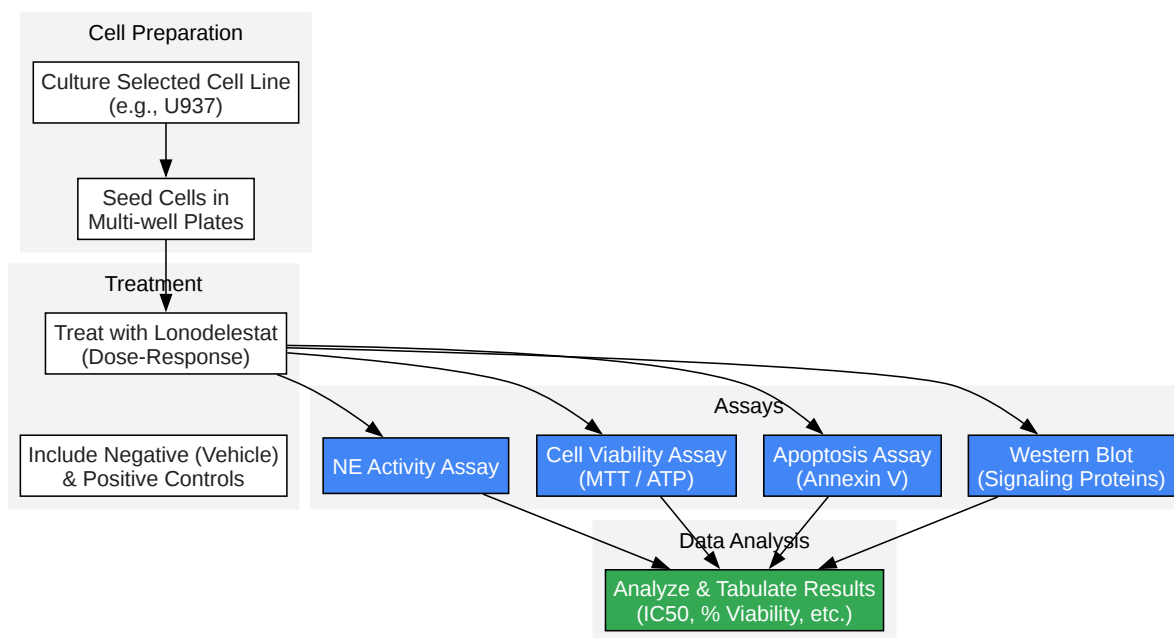 Cell Preparation
Culture Selected Cell Line
(e.g., U937)
Seed Cells in
Multi-well Plates
Treatment
Treat with Lonodelestat
(Dose-Response)
Include Negative (Vehicle)
& Positive Controls
Assays
NE Activity Assay
Cell Viability Assay
(MTT / ATP)
Apoptosis Assay
(Annexin V)
Western Blot
(Signaling Proteins)
Data Analysis
Analyze & Tabulate Results
(IC50, % Viability, etc.)